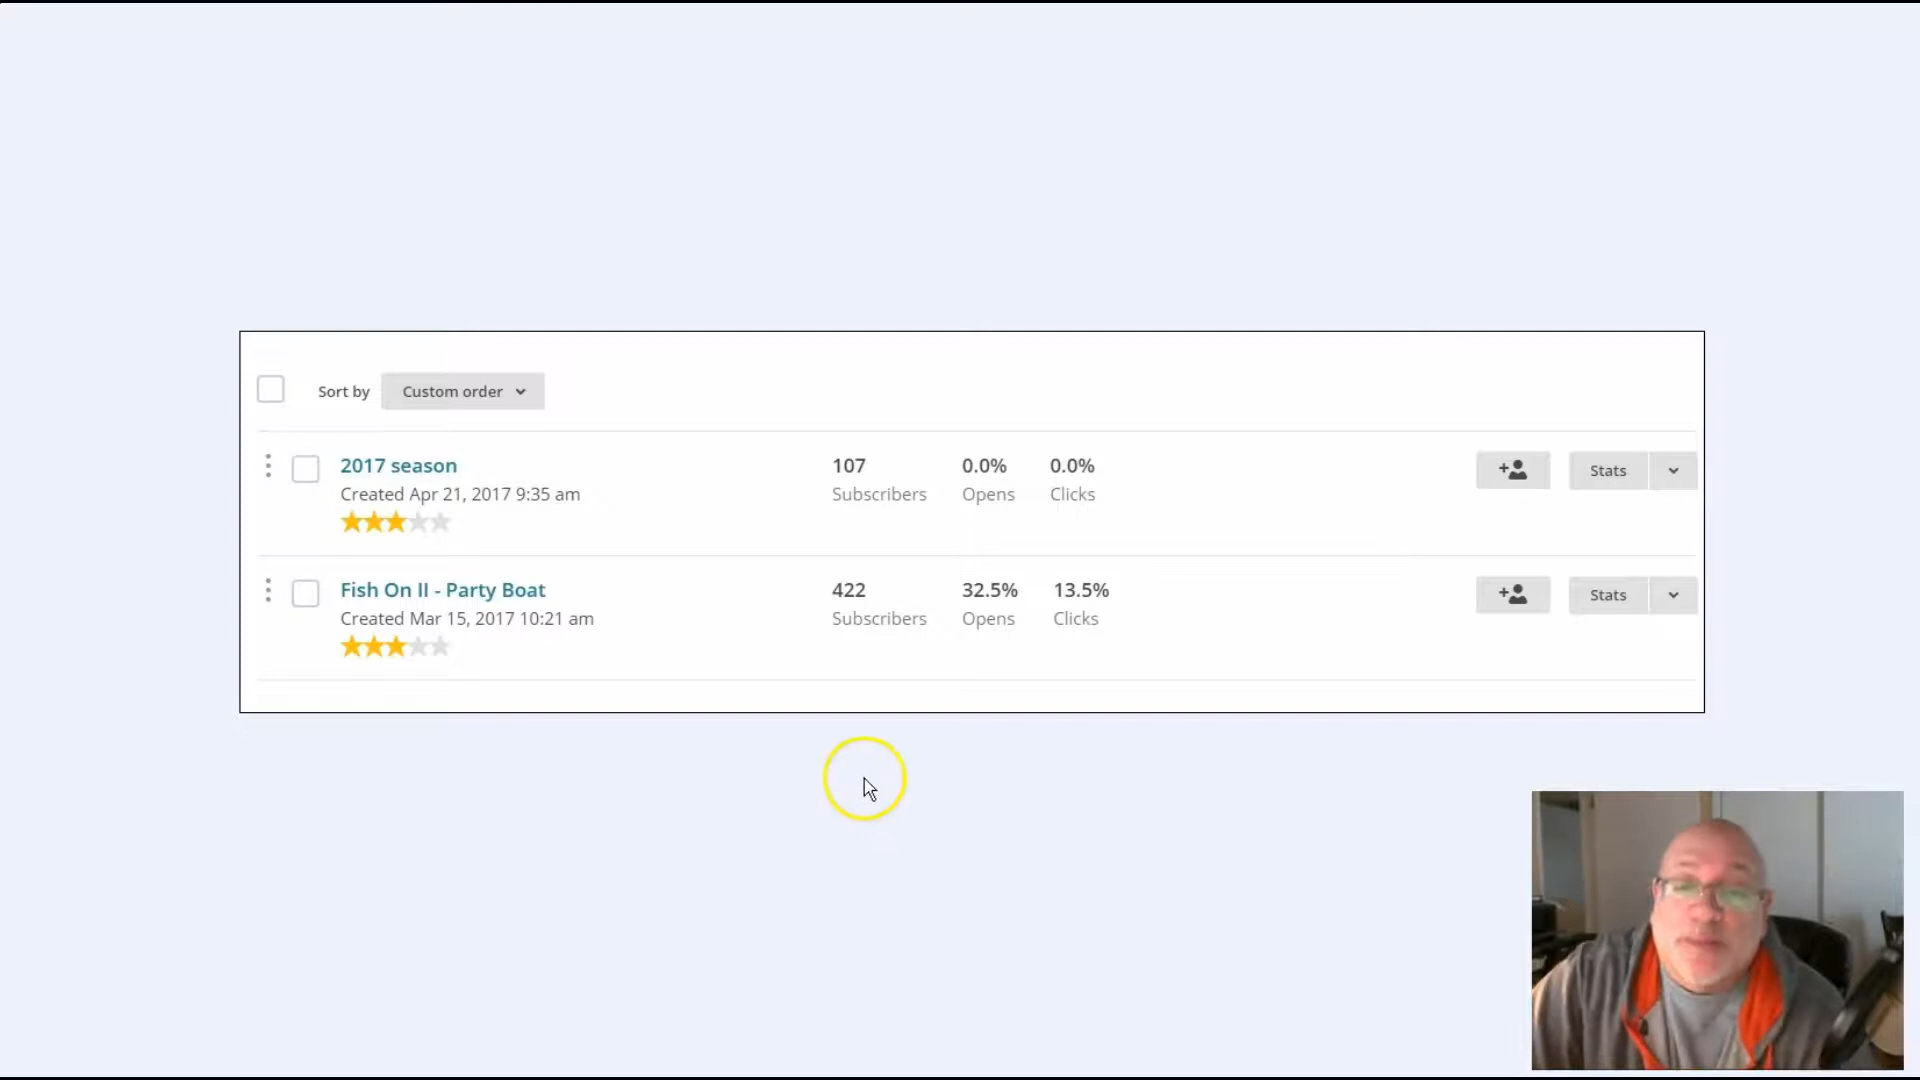 Sort by Custom order
2017 season 107 0.0% 0.0% Stats
Created Apr 21, 2017 9:35 am Subscribers Opens Clicks
Fish On II - Party Boat 422 32.5% 13.5% Stats
Created Mar 15, 2017 10:21 am Subscribers Opens Clicks